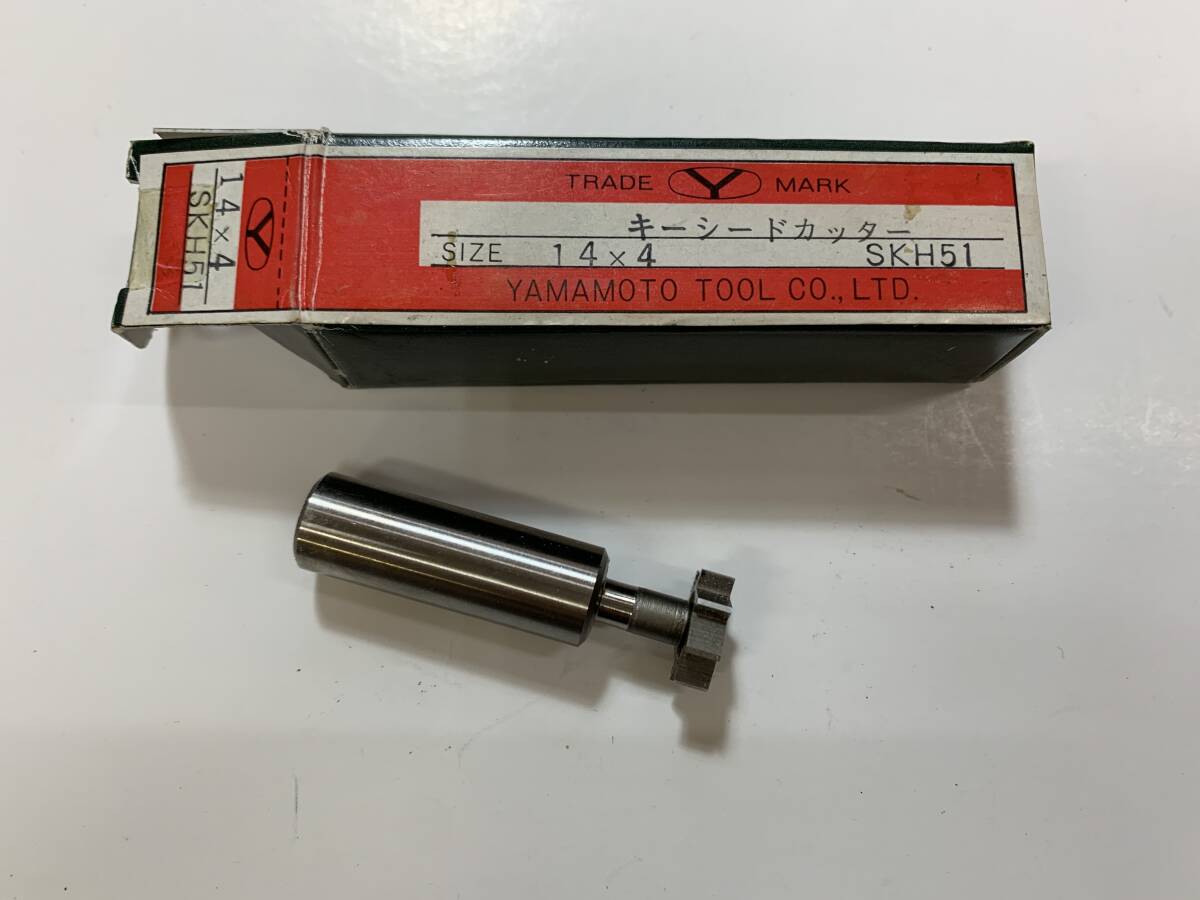 TRADE Y MARK
キーシードカッター
SIZE 14×4 SKH51
YAMAMOTO TOOL CO., LTD.
Y
14×4
SKH51